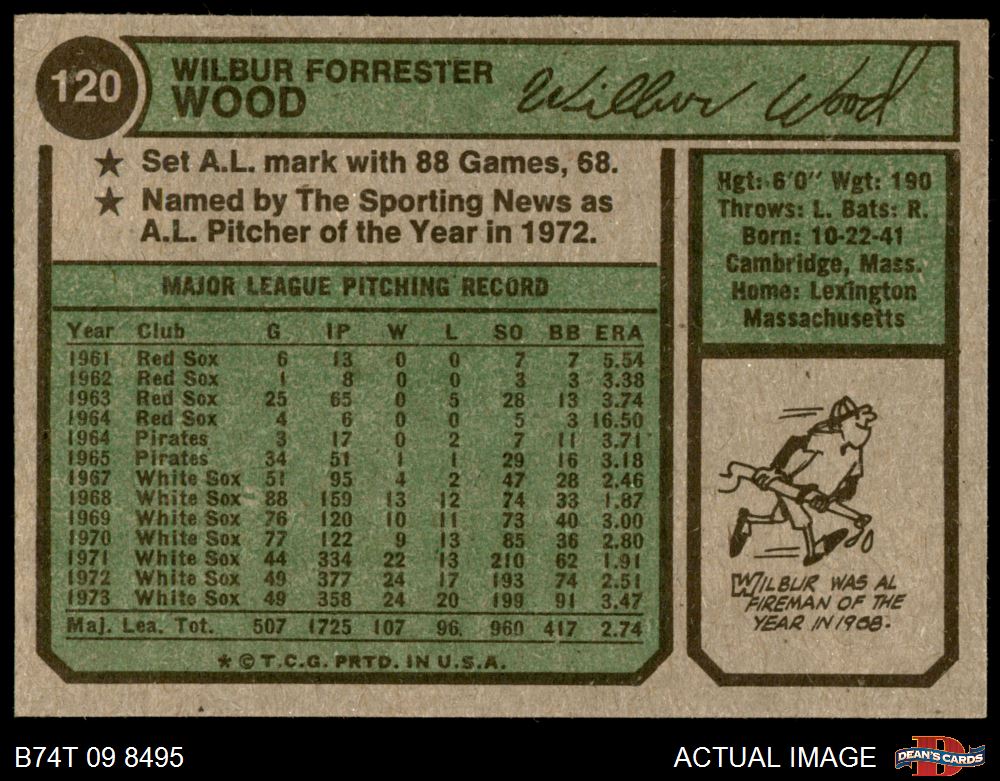 120
WILBUR FORRESTER
WOOD
Wilbur Wood
★ Set A.L. mark with 88 Games, 68.
★ Named by The Sporting News as
A.L. Pitcher of the Year in 1972.
MAJOR LEAGUE PITCHING RECORD
Year Club G IP W L SO BB ERA
1961 Red Sox 6 13 0 0 7 7 5.54
1962 Red Sox 1 8 0 0 3 3 3.38
1963 Red Sox 25 65 0 5 28 13 3.74
1964 Red Sox 4 6 0 0 5 3 16.50
1964 Pirates 3 17 0 2 7 11 3.71
1965 Pirates 34 51 1 1 29 16 3.18
1967 White Sox 51 95 4 2 47 28 2.46
1968 White Sox 88 159 13 12 74 33 1.87
1969 White Sox 76 120 10 11 73 40 3.00
1970 White Sox 77 122 9 13 85 36 2.80
1971 White Sox 44 334 22 13 210 62 1.91
1972 White Sox 49 377 24 17 193 74 2.51
1973 White Sox 49 358 24 20 199 91 3.47
Maj. Lea. Tot. 507 1725 107 96 960 417 2.74
★ © T.C.G. PRTD. IN U.S.A.
Hgt: 6'0" Wgt: 190
Throws: L. Bats: R.
Born: 10-22-41
Cambridge, Mass.
Home: Lexington
Massachusetts
WILBUR WAS AL
FIREMAN OF THE
YEAR IN 1968.
B74T 09 8495
ACTUAL IMAGE
DEAN'S CARDS